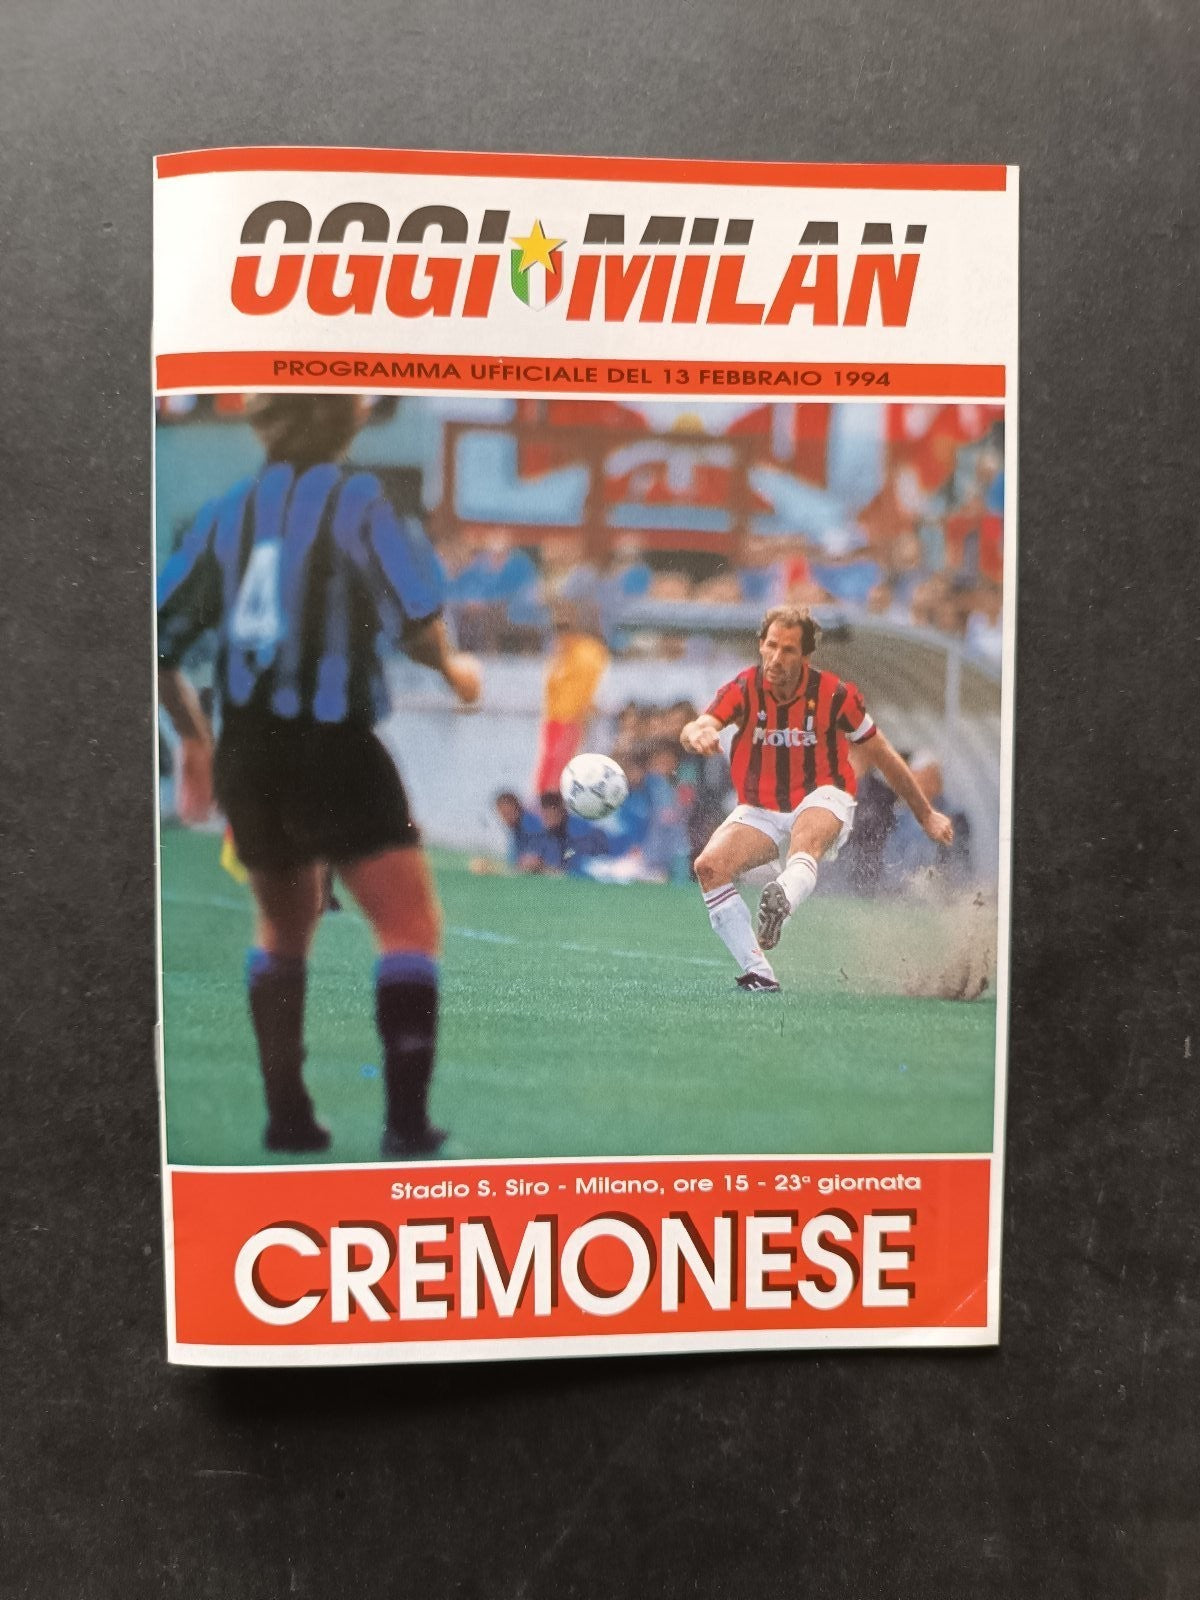 OGGI MILAN
PROGRAMMA UFFICIALE DEL 13 FEBBRAIO 1994
4
Motta
Stadio S. Siro - Milano, ore 15 - 23ª giornata
CREMONESE